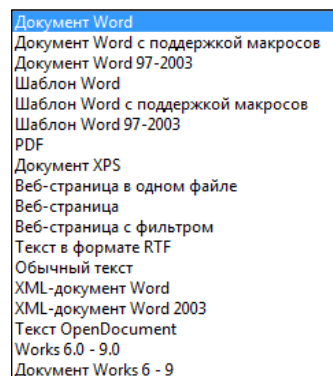 Документ Word
Документ Word с поддержкой макросов
Документ Word 97-2003
Шаблон Word
Шаблон Word с поддержкой макросов
Шаблон Word 97-2003
PDF
Документ XPS
Веб-страница в одном файле
Веб-страница
Веб-страница с фильтром
Текст в формате RTF
Обычный текст
XML-документ Word
XML-документ Word 2003
Текст OpenDocument
Works 6.0 - 9.0
Документ Works 6 - 9